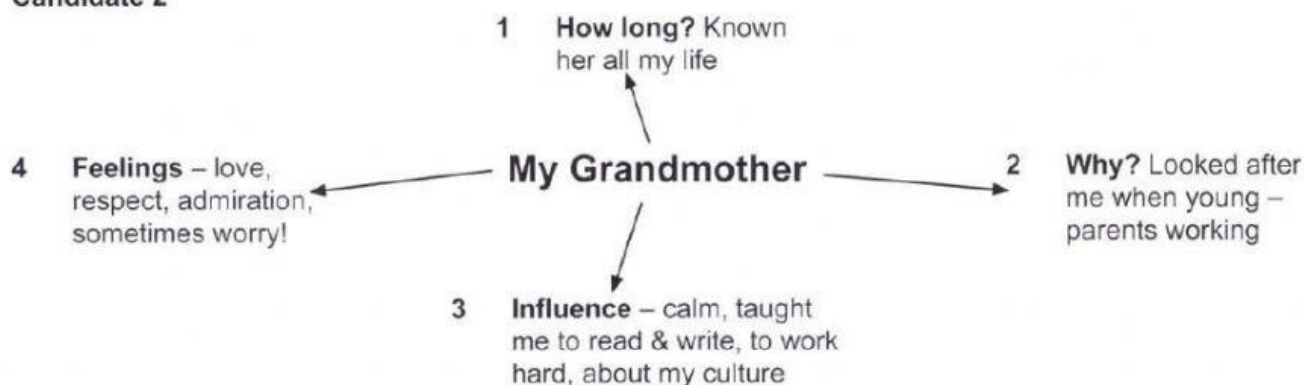 1 How long? Known
her all my life
My Grandmother
2 Why? Looked after
me when young –
parents working
3 Influence – calm, taught
me to read & write, to work
hard, about my culture
4 Feelings – love,
respect, admiration,
sometimes worry!